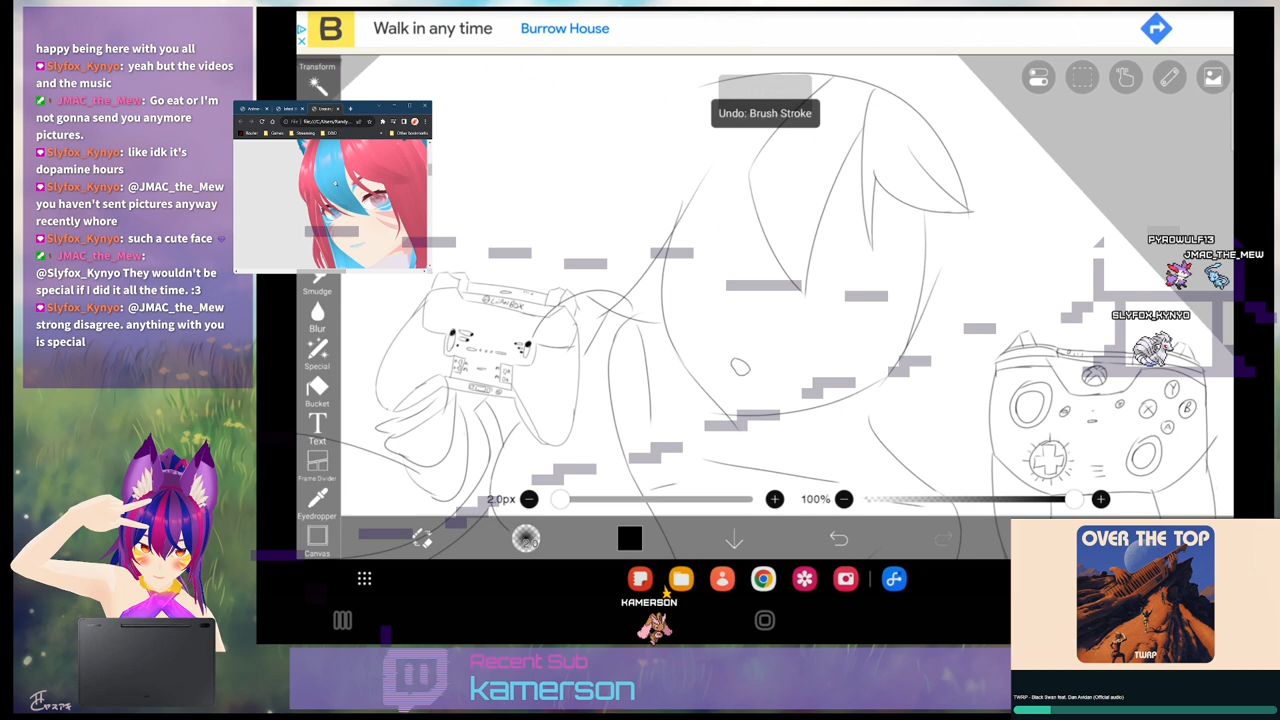 happy being here with you all
Slyfox_Kynyo: yeah but the videos
and the music
JMAC_the_Mew: Go eat or I'm
not gonna send you anymore
pictures.
Slyfox_Kynyo: like idk it's
dopamine hours
Slyfox_Kynyo: @JMAC_the_Mew
you haven't sent pictures anyway
recently whore
Slyfox_Kynyo: such a cute face
JMAC_the_Mew:
@Slyfox_Kynyo They wouldn't be
special if I did it all the time. :3
Slyfox_Kynyo: @JMAC_the_Mew
strong disagree. anything with you
is special
B
Walk in any time
Burrow House
Transform
Undo: Brush Stroke
Games
Streaming
Other bookmarks
Smudge
Blur
Special
Bucket
Text
Frame Divider
Eyedropper
Canvas
Y
X
B
A
2.0px
100%
PYROWULF13
JMAC_THE_MEW
SLYFOX_KYNYO
KAMERSON
Recent Sub
kamerson
OVER THE TOP
TWRP
TWRP - Black Swan feat. Dan Avidan (Official audio)